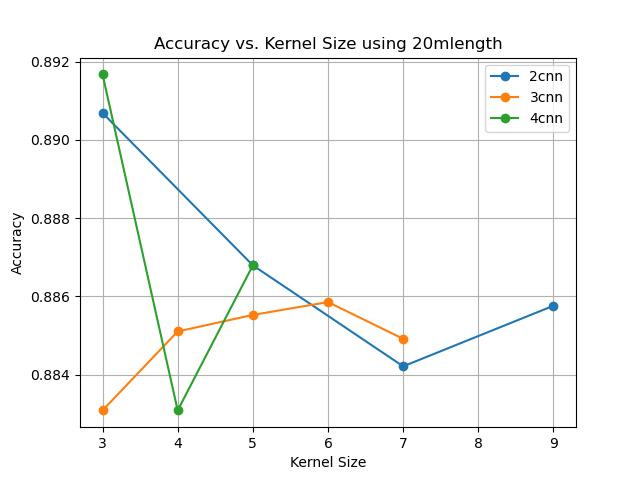 Accuracy vs. Kernel Size using 20mlength
0.892
0.890
0.888
0.886
0.884
Accuracy
2cnn
3cnn
4cnn
3 4 5 6 7 8 9
Kernel Size